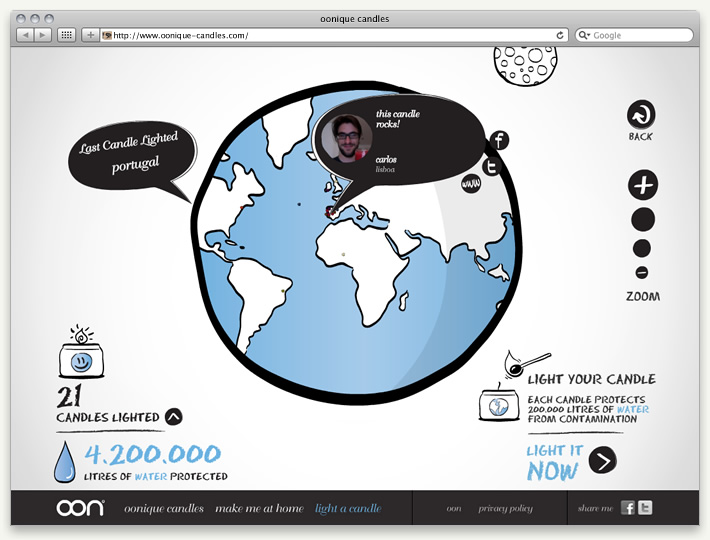 oonique candles
http://www.oonique-candles.com/
Google
Last Candle Lighted
portugal
this candle
rocks!
carlos
lisboa
f
t
www
BACK
ZOOM
21
CANDLES LIGHTED
4.200.000
LITRES OF WATER PROTECTED
LIGHT YOUR CANDLE
EACH CANDLE PROTECTS
200.000 LITRES OF WATER
FROM CONTAMINATION
LIGHT IT
NOW
oon® oonique candles make me at home light a candle oon privacy policy share me f t